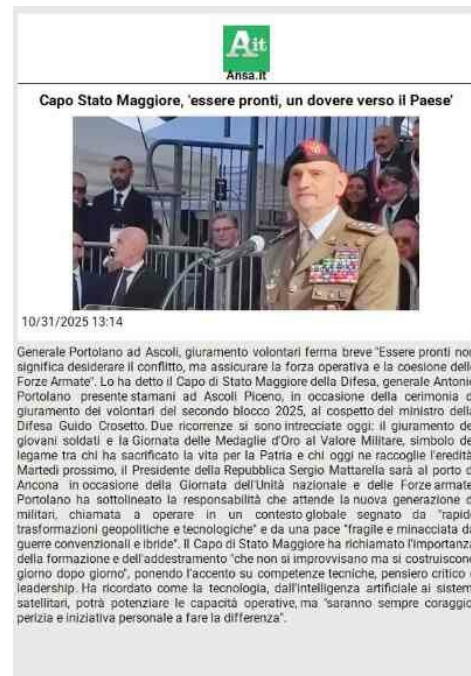 Ait
Ansa.it
Capo Stato Maggiore, 'essere pronti, un dovere verso il Paese'
10/31/2025 13:14
Generale Portolano ad Ascoli, giuramento volontari ferma breve "Essere pronti non
significa desiderare il conflitto, ma assicurare la forza operativa e la coesione delle
Forze Armate". Lo ha detto il Capo di Stato Maggiore della Difesa, generale Antonio
Portolano presente stamani ad Ascoli Piceno, in occasione della cerimonia di
giuramento dei volontari del secondo blocco 2025, al cospetto del ministro della
Difesa Guido Crosetto. Due ricorrenze si sono intrecciate oggi: il giuramento dei
giovani soldati e la Giornata delle Medaglie d'Oro al Valore Militare, simbolo del
legame tra chi ha sacrificato la vita per la Patria e chi oggi ne raccoglie l'eredità.
Martedì prossimo, il Presidente della Repubblica Sergio Mattarella sarà al porto di
Ancona in occasione della Giornata dell'Unità nazionale e delle Forze armate.
Portolano ha sottolineato la responsabilità che attende la nuova generazione di
militari, chiamata a operare in un contesto globale segnato da "rapide
trasformazioni geopolitiche e tecnologiche" e da una pace "fragile e minacciata da
guerre convenzionali e ibride". Il Capo di Stato Maggiore ha richiamato l'importanza
della formazione e dell'addestramento "che non si improvvisano ma si costruiscono
giorno dopo giorno", ponendo l'accento su competenze tecniche, pensiero critico e
leadership. Ha ricordato come la tecnologia, dall'intelligenza artificiale ai sistemi
satellitari, potrà potenziare le capacità operative, ma "saranno sempre coraggio,
perizia e iniziativa personale a fare la differenza".